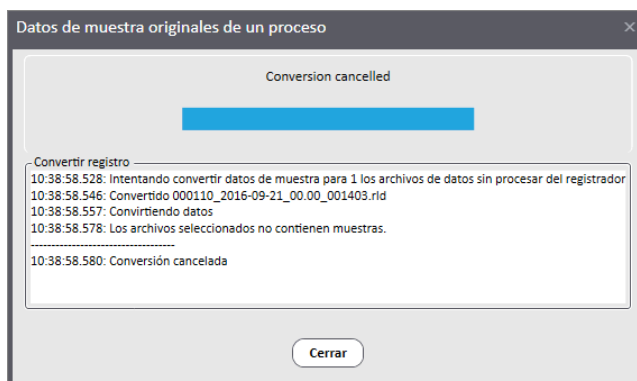 Datos de muestra originales de un proceso
Conversion cancelled
Convertir registro
10:38:58.528: Intentando convertir datos de muestra para 1 los archivos de datos sin procesar del registrador
10:38:58.546: Convertido 000110_2016-09-21_00.00_001403.rld
10:38:58.557: Convirtiendo datos
10:38:58.578: Los archivos seleccionados no contienen muestras.
----------------------------------
10:38:58.580: Conversión cancelada
Cerrar